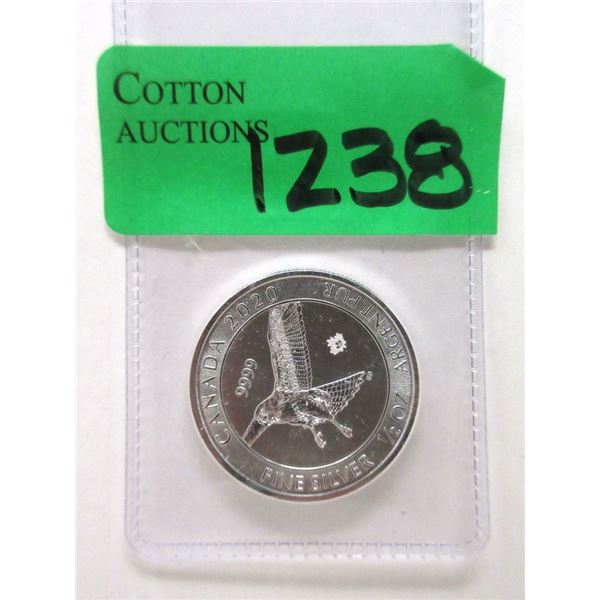 COTTON
AUCTIONS
1238
CANADA 2020
9999
FINE SILVER 1/2 OZ ARGENT PUR